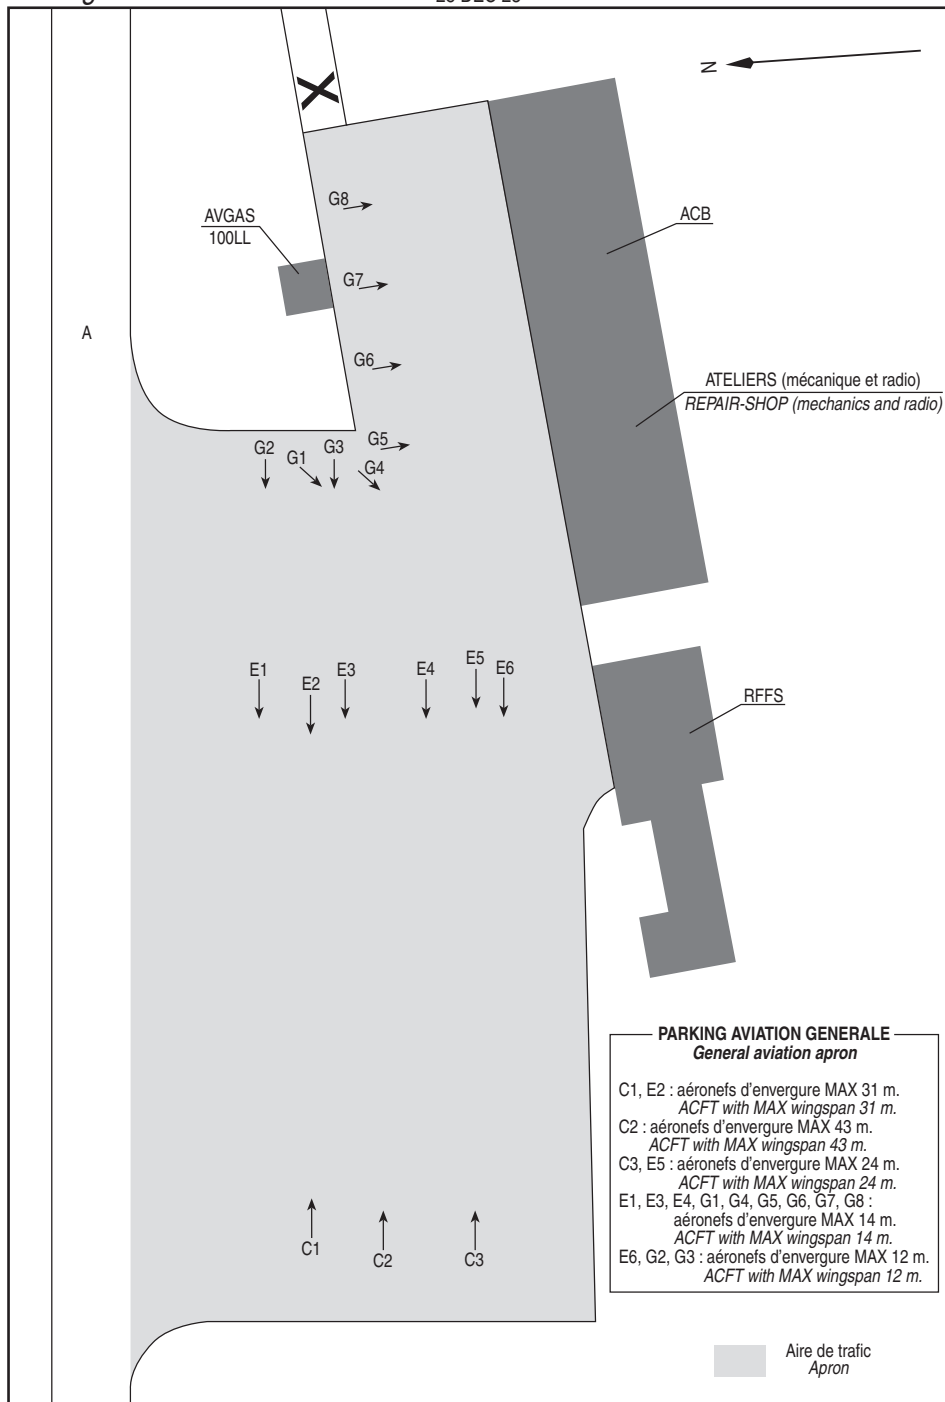 N
X
G8
AVGAS
100LL
ACB
G7
A
G6
ATELIERS (mécanique et radio)
REPAIR-SHOP (mechanics and radio)
G2
G1
G3
G5
G4
E1
E2
E3
E4
E5
E6
RFFS
PARKING AVIATION GENERALE
General aviation apron
C1, E2 : aéronefs d'envergure MAX 31 m.
ACFT with MAX wingspan 31 m.
C2 : aéronefs d'envergure MAX 43 m.
ACFT with MAX wingspan 43 m.
C3, E5 : aéronefs d'envergure MAX 24 m.
ACFT with MAX wingspan 24 m.
E1, E3, E4, G1, G4, G5, G6, G7, G8 :
aéronefs d'envergure MAX 14 m.
ACFT with MAX wingspan 14 m.
E6, G2, G3 : aéronefs d'envergure MAX 12 m.
ACFT with MAX wingspan 12 m.
C1
C2
C3
Aire de trafic
Apron